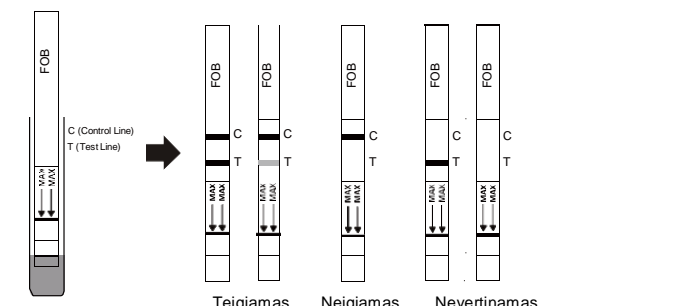 FOB
C (Control Line)
T (Test Line)
MAX MAX
FOB FOB FOB FOB FOB
C C C
T T T
MAX MAX MAX MAX MAX MAX MAX MAX MAX MAX
Teigiamas Neigiamas Nevertinamas